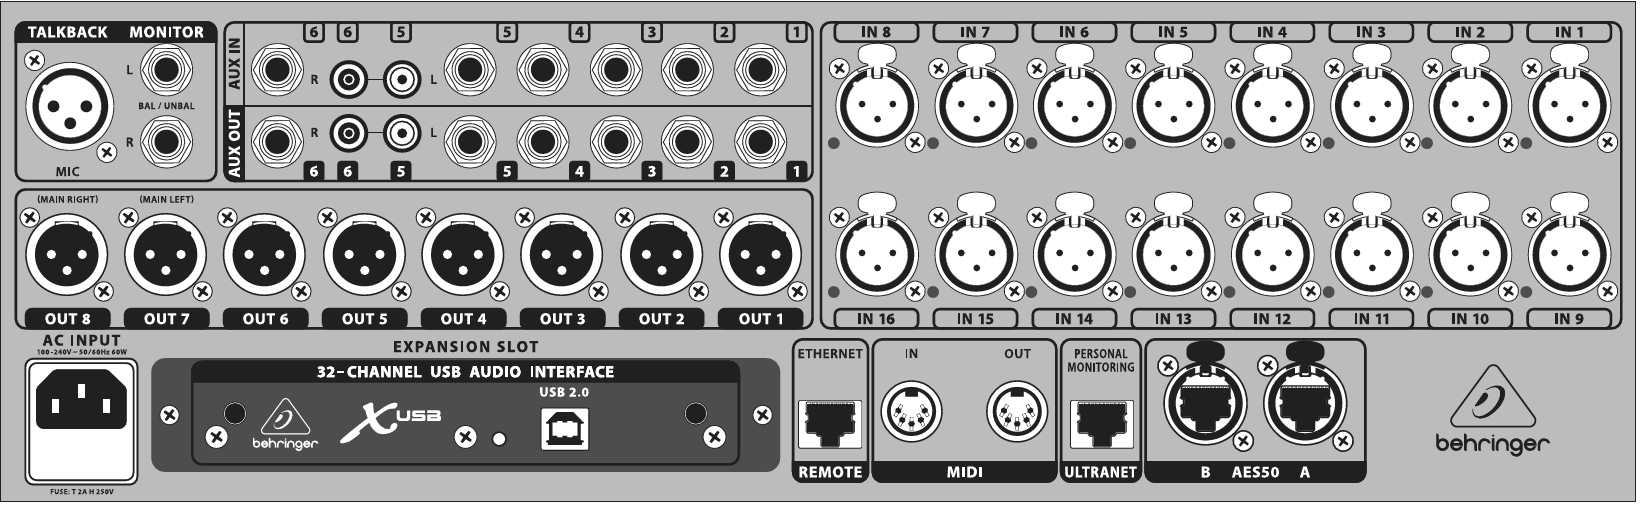 TALKBACK MONITOR
L
BAL / UNBAL
R
MIC
AUX IN
6 6 5 5 4 3 2 1
R L
AUX OUT
R L
6 6 5 5 4 3 2 1
IN 8 IN 7 IN 6 IN 5 IN 4 IN 3 IN 2 IN 1
IN 16 IN 15 IN 14 IN 13 IN 12 IN 11 IN 10 IN 9
(MAIN RIGHT) (MAIN LEFT)
OUT 8 OUT 7 OUT 6 OUT 5 OUT 4 OUT 3 OUT 2 OUT 1
AC INPUT
100-240V ~ 50/60Hz 60W
FUSE: T 2A H 250V
EXPANSION SLOT
32-CHANNEL USB AUDIO INTERFACE
USB 2.0
behringer
X USB
ETHERNET
REMOTE
IN OUT
MIDI
PERSONAL
MONITORING
ULTRANET
B AES50 A
behringer